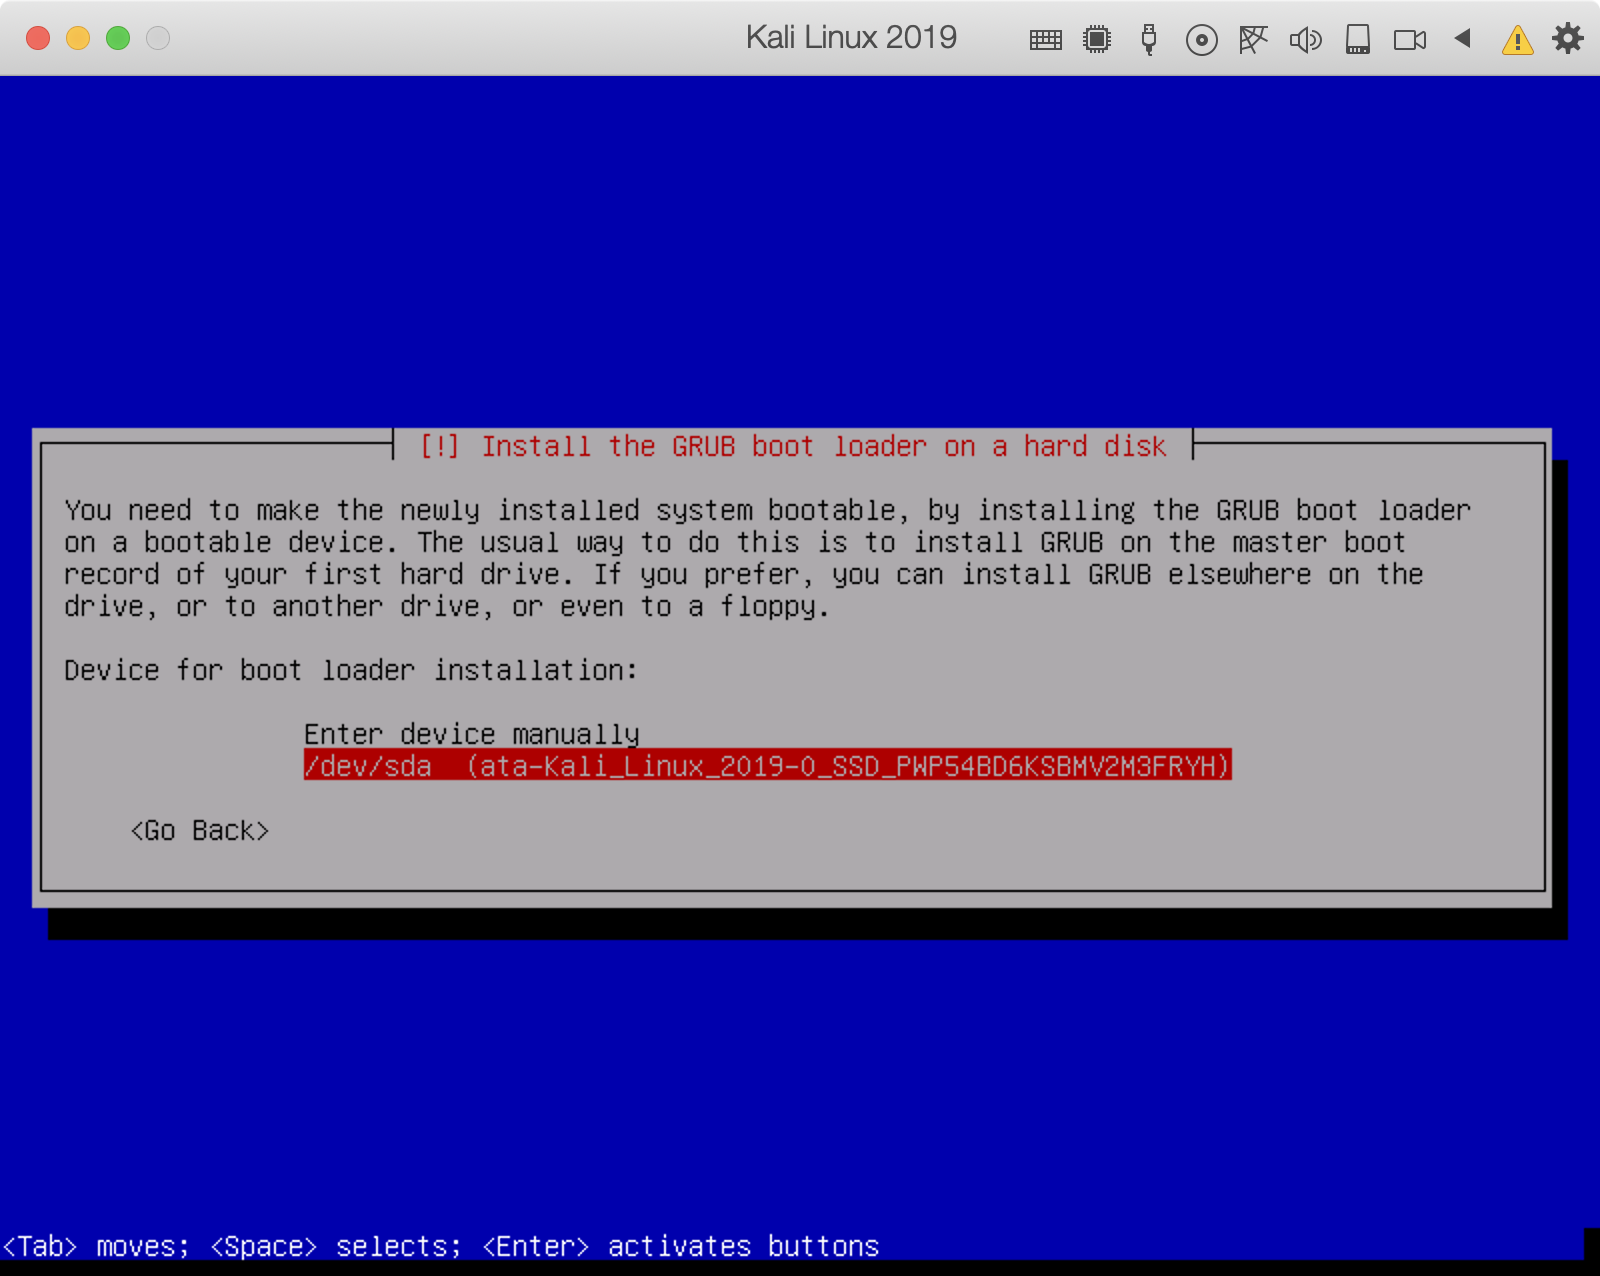 Kali Linux 2019
[!] Install the GRUB boot loader on a hard disk
You need to make the newly installed system bootable, by installing the GRUB boot loader
on a bootable device. The usual way to do this is to install GRUB on the master boot
record of your first hard drive. If you prefer, you can install GRUB elsewhere on the
drive, or to another drive, or even to a floppy.
Device for boot loader installation:
Enter device manually
/dev/sda  (ata-Kali_Linux_2019-0_SSD_PWP54BD6KSBMV2M3FRYH)
<Go Back>
<Tab> moves; <Space> selects; <Enter> activates buttons